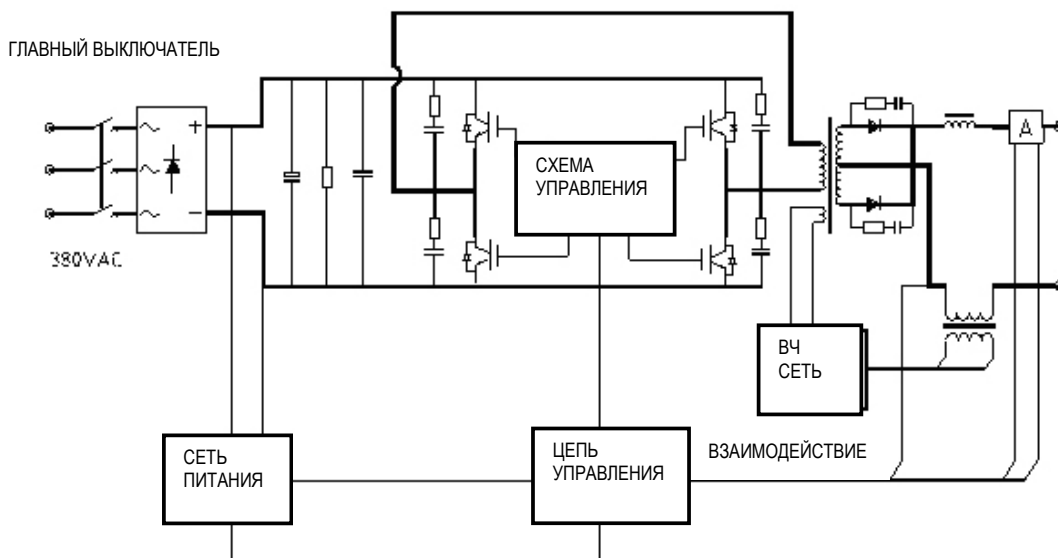 ГЛАВНЫЙ ВЫКЛЮЧАТЕЛЬ
380VAC
СХЕМА
УПРАВЛЕНИЯ
A
ВЧ
СЕТЬ
СЕТЬ
ПИТАНИЯ
ЦЕПЬ
УПРАВЛЕНИЯ
ВЗАИМОДЕЙСТВИЕ